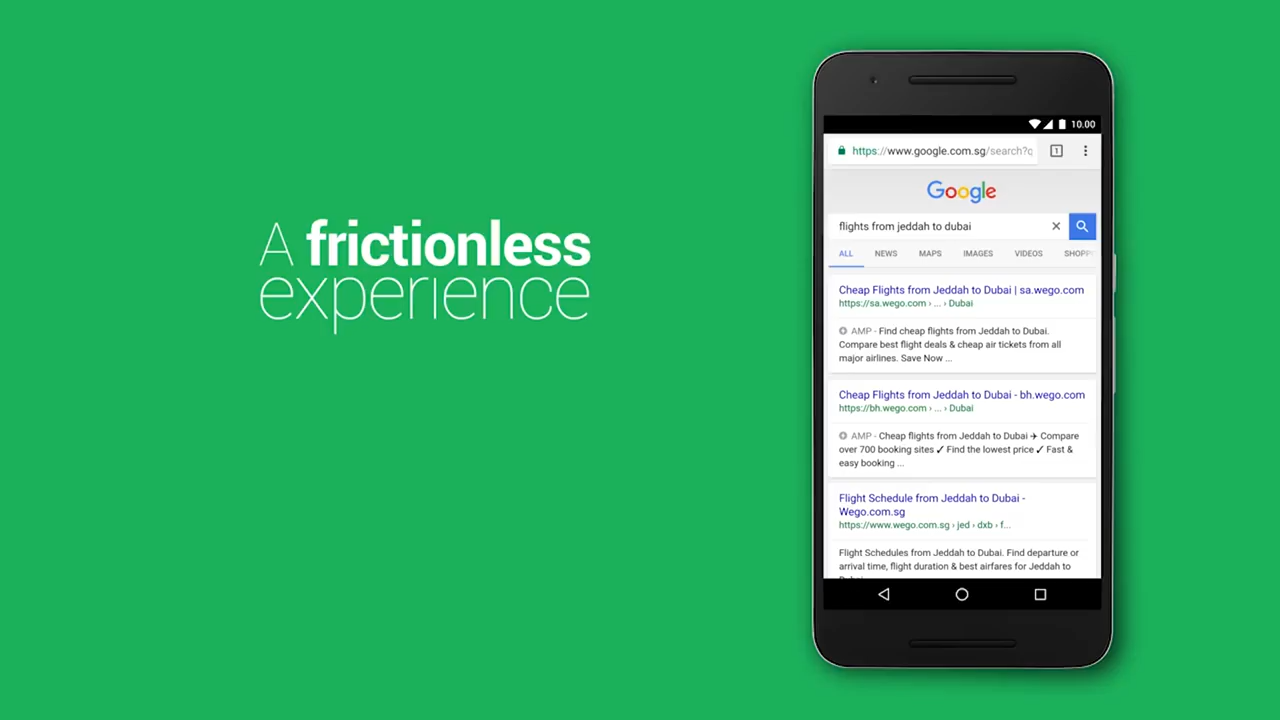 A frictionless
experience
10.00
https://www.google.com.sg/search?q
1
Google
flights from jeddah to dubai
ALL NEWS MAPS IMAGES VIDEOS SHOPP
Cheap Flights from Jeddah to Dubai | sa.wego.com
https://sa.wego.com › ... › Dubai
AMP - Find cheap flights from Jeddah to Dubai.
Compare best flight deals & cheap air tickets from all
major airlines. Save Now ...
Cheap Flights from Jeddah to Dubai - bh.wego.com
https://bh.wego.com › ... › Dubai
AMP - Cheap flights from Jeddah to Dubai ✈ Compare
over 700 booking sites ✓ Find the lowest price ✓ Fast &
easy booking ...
Flight Schedule from Jeddah to Dubai -
Wego.com.sg
https://www.wego.com.sg › jed › dxb › f...
Flight Schedules from Jeddah to Dubai. Find departure or
arrival time, flight duration & best airfares for Jeddah to